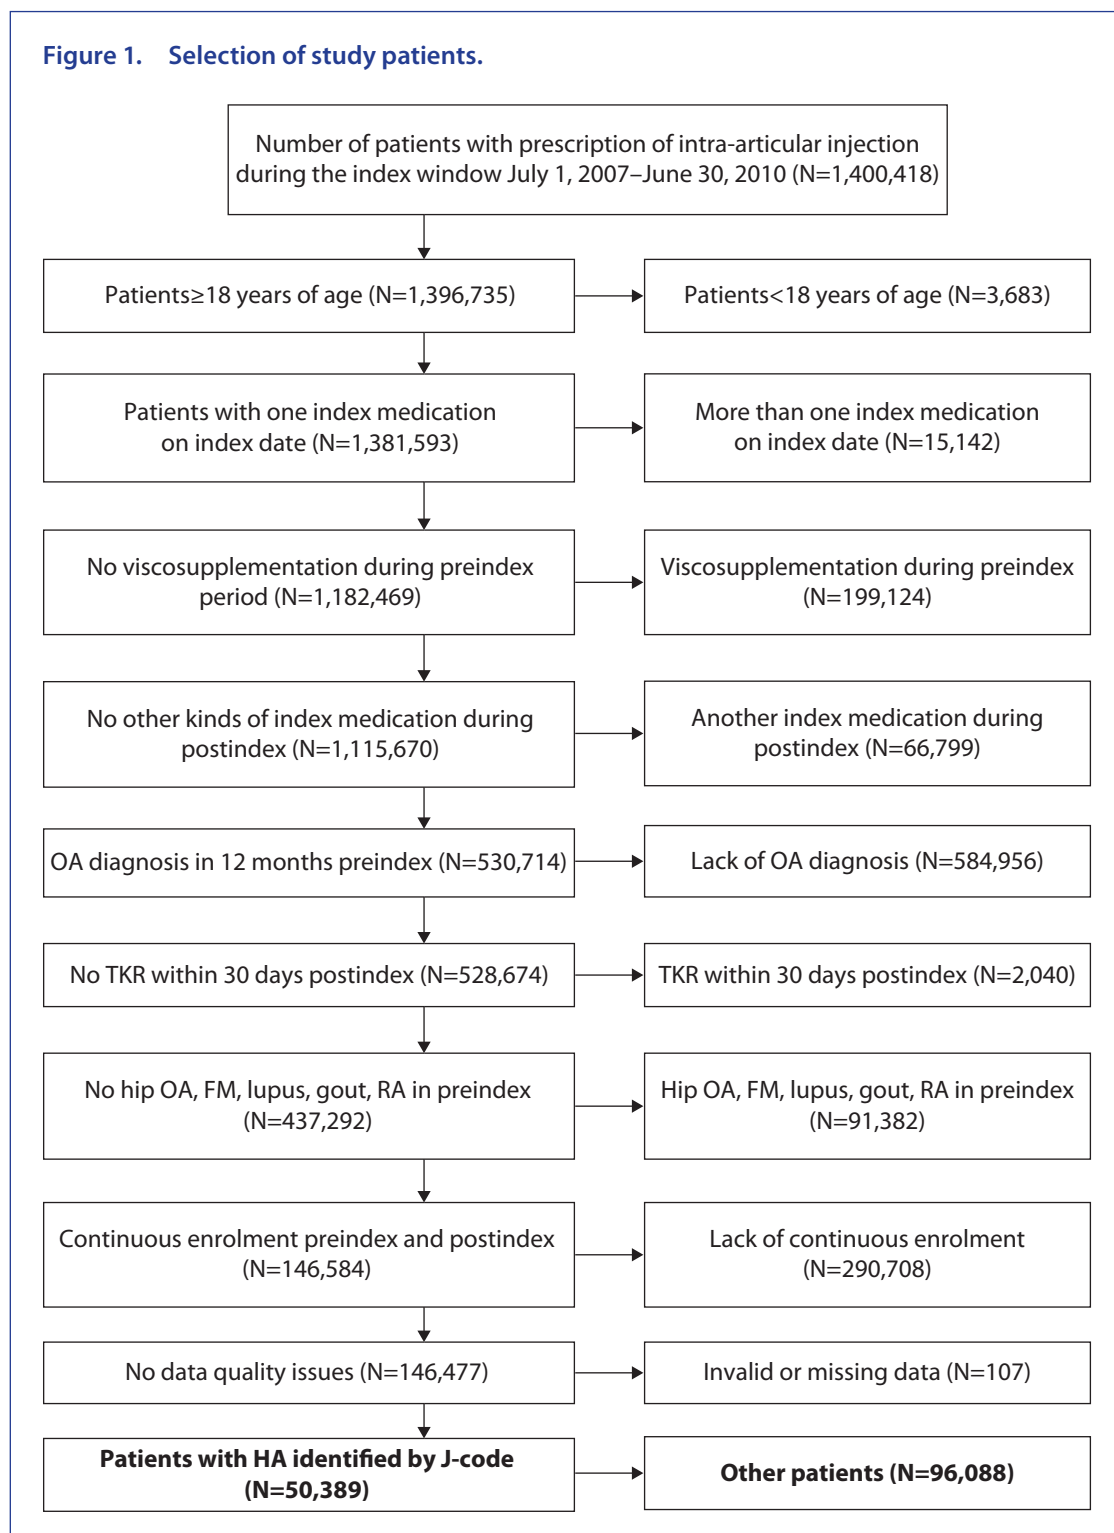 Figure 1. Selection of study patients.
Number of patients with prescription of intra-articular injection
during the index window July 1, 2007–June 30, 2010 (N=1,400,418)
Patients≥18 years of age (N=1,396,735)
Patients<18 years of age (N=3,683)
Patients with one index medication
on index date (N=1,381,593)
More than one index medication
on index date (N=15,142)
No viscosupplementation during preindex
period (N=1,182,469)
Viscosupplementation during preindex
(N=199,124)
No other kinds of index medication during
postindex (N=1,115,670)
Another index medication during
postindex (N=66,799)
OA diagnosis in 12 months preindex (N=530,714)
Lack of OA diagnosis (N=584,956)
No TKR within 30 days postindex (N=528,674)
TKR within 30 days postindex (N=2,040)
No hip OA, FM, lupus, gout, RA in preindex
(N=437,292)
Hip OA, FM, lupus, gout, RA in preindex
(N=91,382)
Continuous enrolment preindex and postindex
(N=146,584)
Lack of continuous enrolment
(N=290,708)
No data quality issues (N=146,477)
Invalid or missing data (N=107)
Patients with HA identified by J-code
(N=50,389)
Other patients (N=96,088)